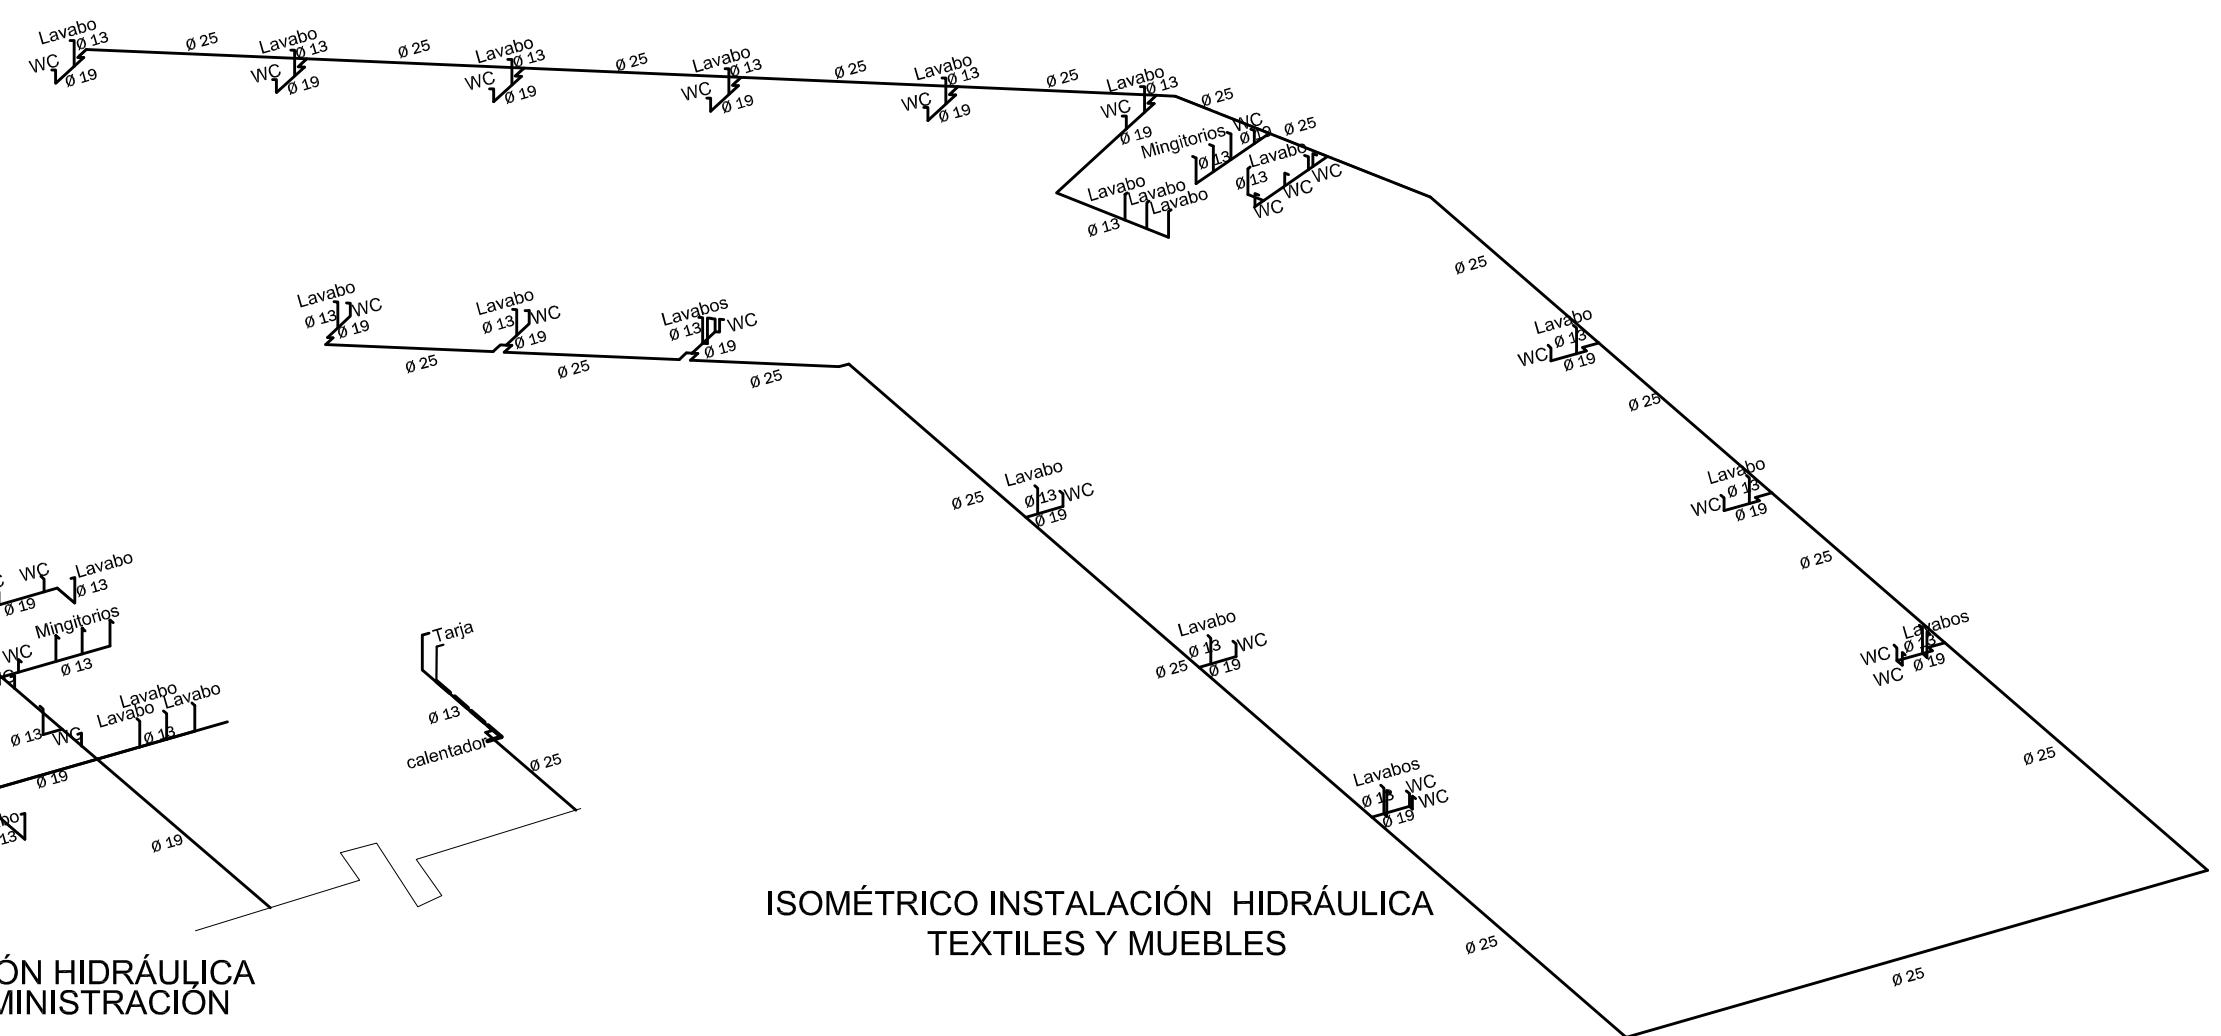 Lavabo
Ø 13
WC
Ø 19
Ø 25
Lavabo
Ø 13
WC
Ø 19
Ø 25
Lavabo
Ø 13
WC
Ø 19
Ø 25
Lavabo
Ø 13
WC
Ø 19
Ø 25
Lavabo
Ø 13
WC
Ø 19
Ø 25
Lavabo
Ø 13
WC
Ø 19
Ø 25
WC
Ø 19
Ø 25
Mingitorios
Ø 13
Lavabo
Ø 13
WC
WC
WC
Lavabo
Lavabo
Lavabo
Ø 13
Ø 25
Lavabo
Ø 13
WC
Ø 19
Ø 25
Lavabo
Ø 13
WC
Ø 19
Ø 25
Lavabos
Ø 13
WC
Ø 19
WC
Ø 25
Ø 25
Lavabo
WC
Ø 13
Ø 19
Ø 25
Lavabo
WC
Ø 13
Ø 19
Ø 25
Lavabos
WC
Ø 13
Ø 19
Ø 25
Lavabo
Ø 13
WC
Ø 19
Ø 25
Lavabo
Ø 13
WC
Ø 19
Ø 25
Lavabos
Ø 13
WC
WC
Ø 19
Ø 25
WC
Lavabo
Ø 19
Ø 13
Mingitorios
WC
Ø 13
Lavabo
Lavabo
Lavabo
Ø 13
Ø 13
WC
Ø 19
bo
13
Ø 19
Tarja
Ø 13
calentador
Ø 25
ISOMÉTRICO INSTALACIÓN HIDRÁULICA
TEXTILES Y MUEBLES
ÓN HIDRÁULICA
MINISTRACIÓN